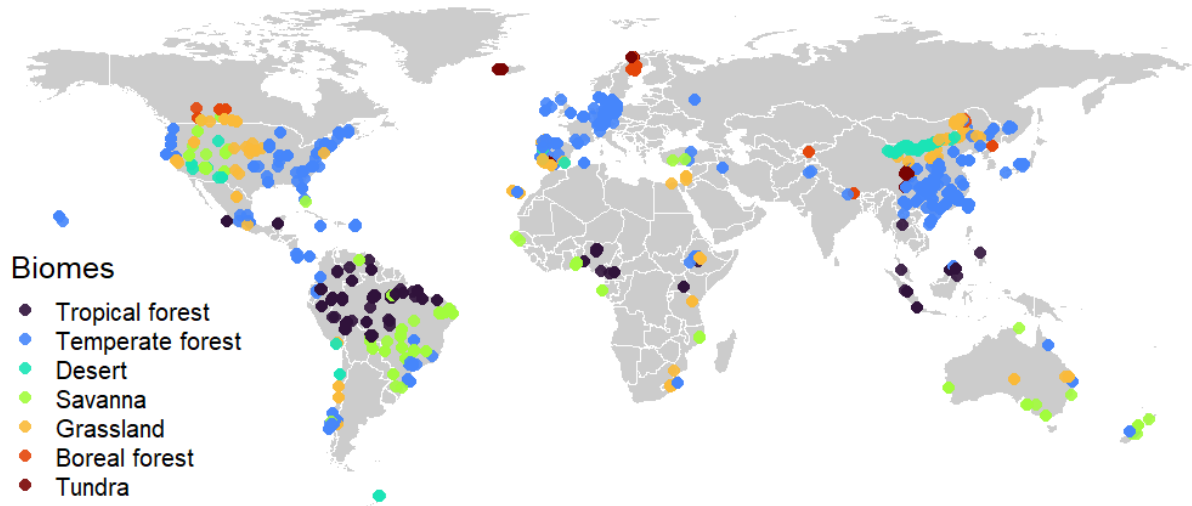 Biomes
Tropical forest
Temperate forest
Desert
Savanna
Grassland
Boreal forest
Tundra